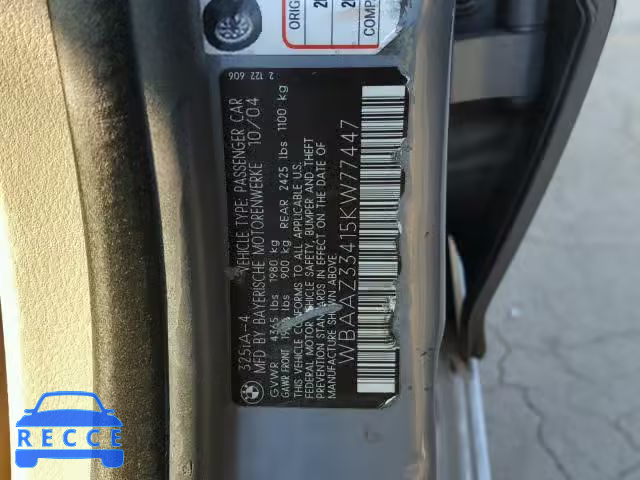 ORIG
COMP
2 122 606
325iA-4 VEHICLE TYPE: PASSENGER CAR
MFD BY BAYERISCHE MOTORENWERKE 10/04
GVWR 4365 lbs 1980 kg
GAWR FRONT lbs 900 kg REAR 2425 lbs 1100 kg
THIS VEHICLE CONFORMS TO ALL APPLICABLE U.S.
FEDERAL MOTOR VEHICLE SAFETY, BUMPER AND THEFT
PREVENTION STANDARDS IN EFFECT ON THE DATE OF
MANUFACTURE SHOWN ABOVE
WBAAZ33415KW77447
BMW
AUTO
RECCE